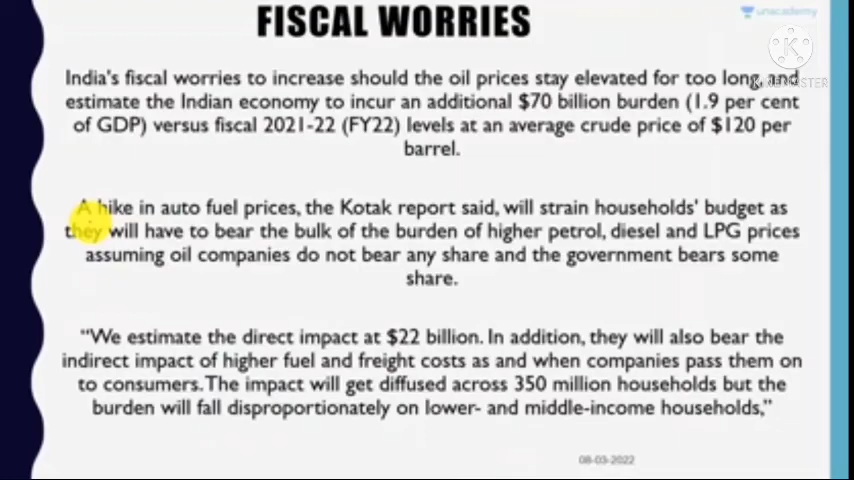 FISCAL WORRIES
unacademy
India's fiscal worries to increase should the oil prices stay elevated for too long, and
KINEMASTER
estimate the Indian economy to incur an additional $70 billion burden (1.9 per cent
of GDP) versus fiscal 2021-22 (FY22) levels at an average crude price of $120 per
barrel.
A hike in auto fuel prices, the Kotak report said, will strain households' budget as
they will have to bear the bulk of the burden of higher petrol, diesel and LPG prices
assuming oil companies do not bear any share and the government bears some
share.
“We estimate the direct impact at $22 billion. In addition, they will also bear the
indirect impact of higher fuel and freight costs as and when companies pass them on
to consumers. The impact will get diffused across 350 million households but the
burden will fall disproportionately on lower- and middle-income households,”
08-03-2022